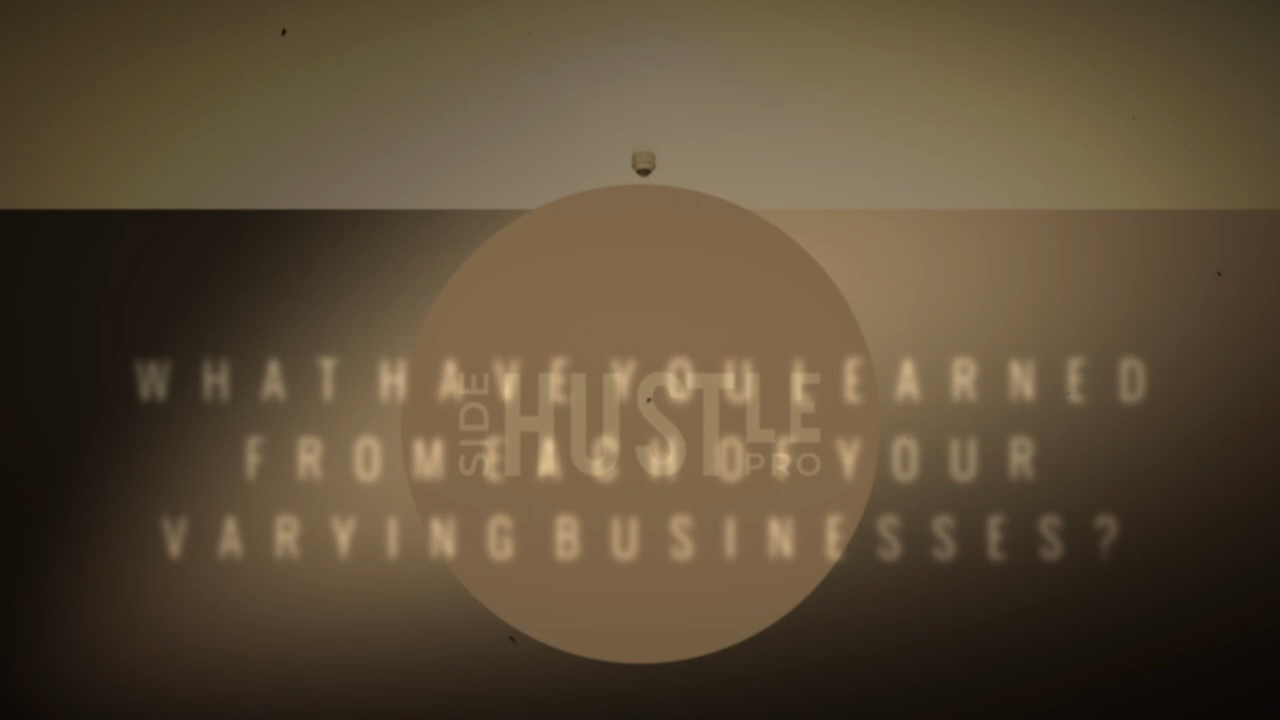 WHAT HAVE YOU LEARNED
FROM EACH OF YOUR
VARYING BUSINESSES?
SIDE
HUSTLE
PRO